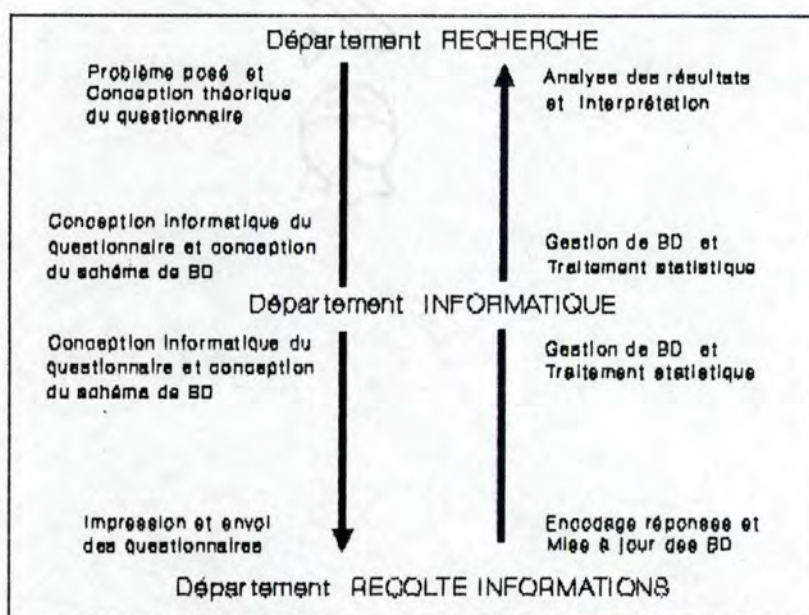 Département RECHERCHE
Problème posé et
Conception théorique
du questionnaire
Analyse des résultats
et Interprétation
Conception Informatique du
questionnaire et conception
du schéma de BD
Gestion de BD et
Traitement statistique
Département INFORMATIQUE
Conception Informatique du
questionnaire et conception
du schéma de BD
Gestion de BD et
Traitement statistique
Impression et envoi
des Questionnaires
Encodage réponses et
Mise à jour des BD
Département RECOLTE INFORMATIONS